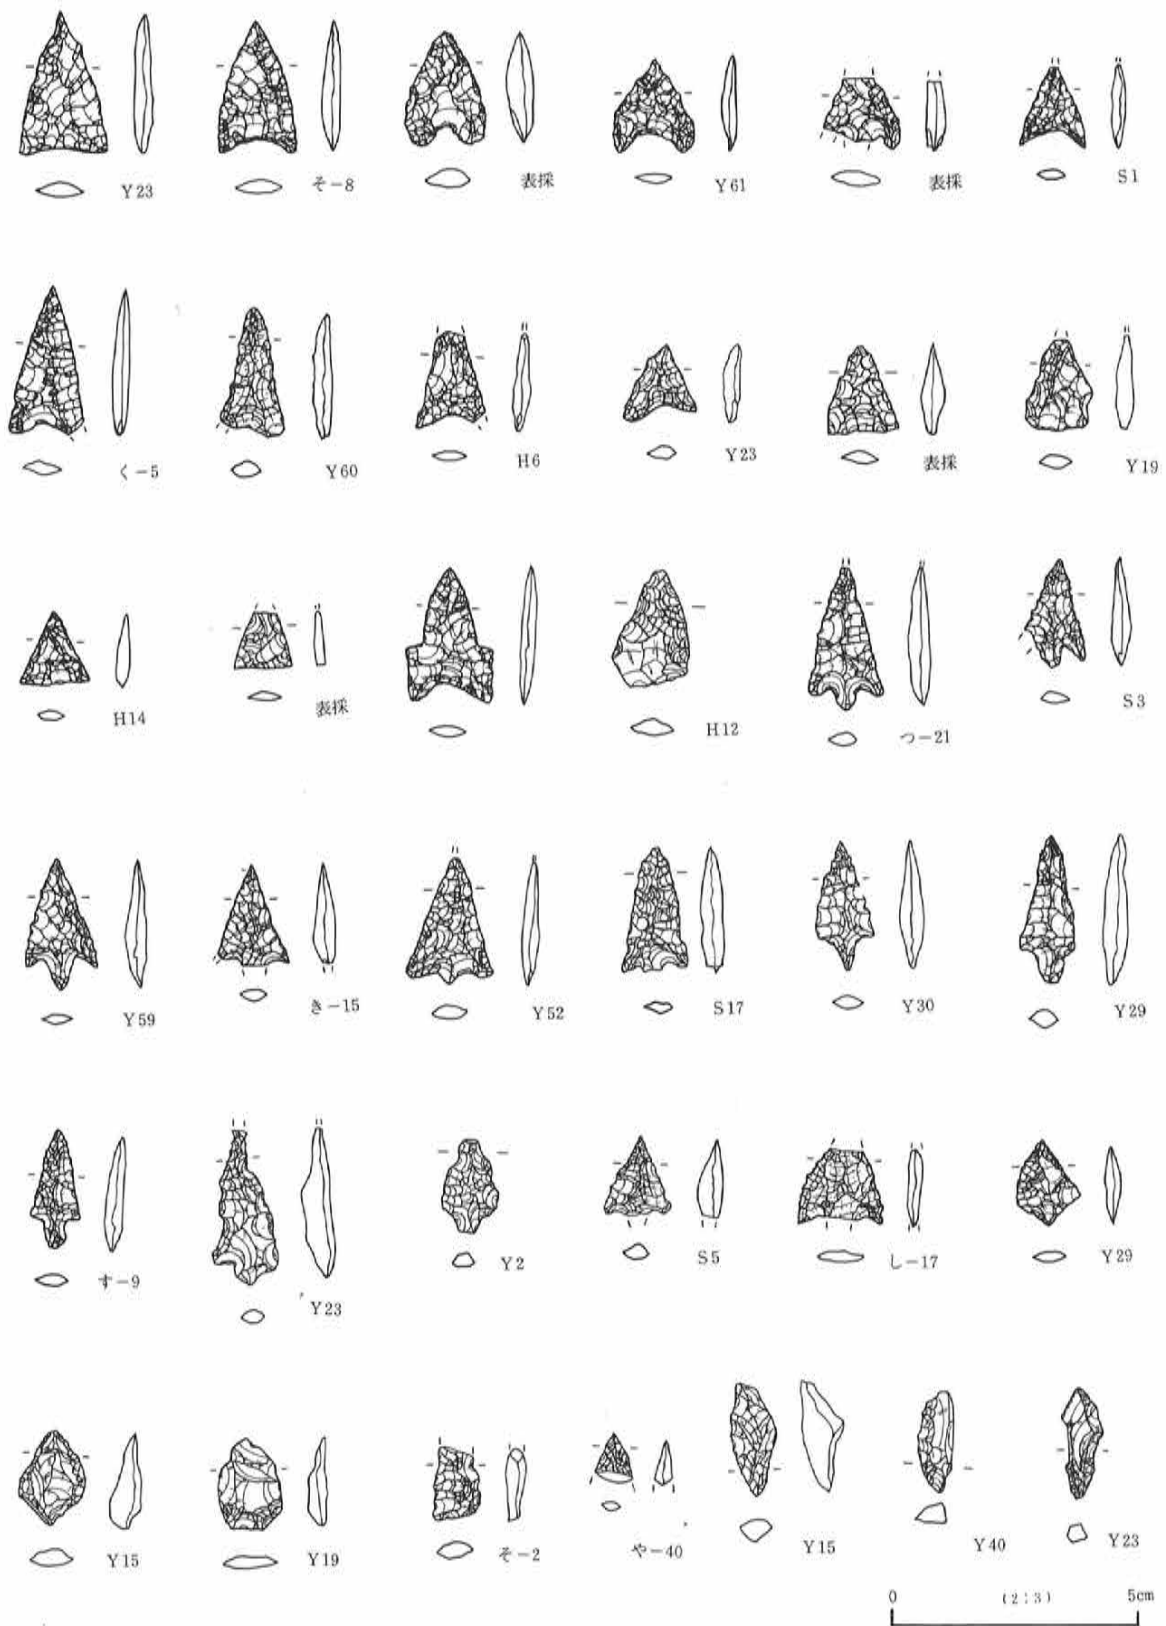 Y23
そ-8
表採
Y61
表採
S1
く-5
Y60
H6
Y23
表採
Y19
H14
表採
H12
つ-21
S3
Y59
き-15
Y52
S17
Y30
Y29
す-9
Y23
Y2
S5
し-17
Y29
Y15
Y19
そ-2
や-40
Y15
Y40
Y23
0 (2:3) 5cm